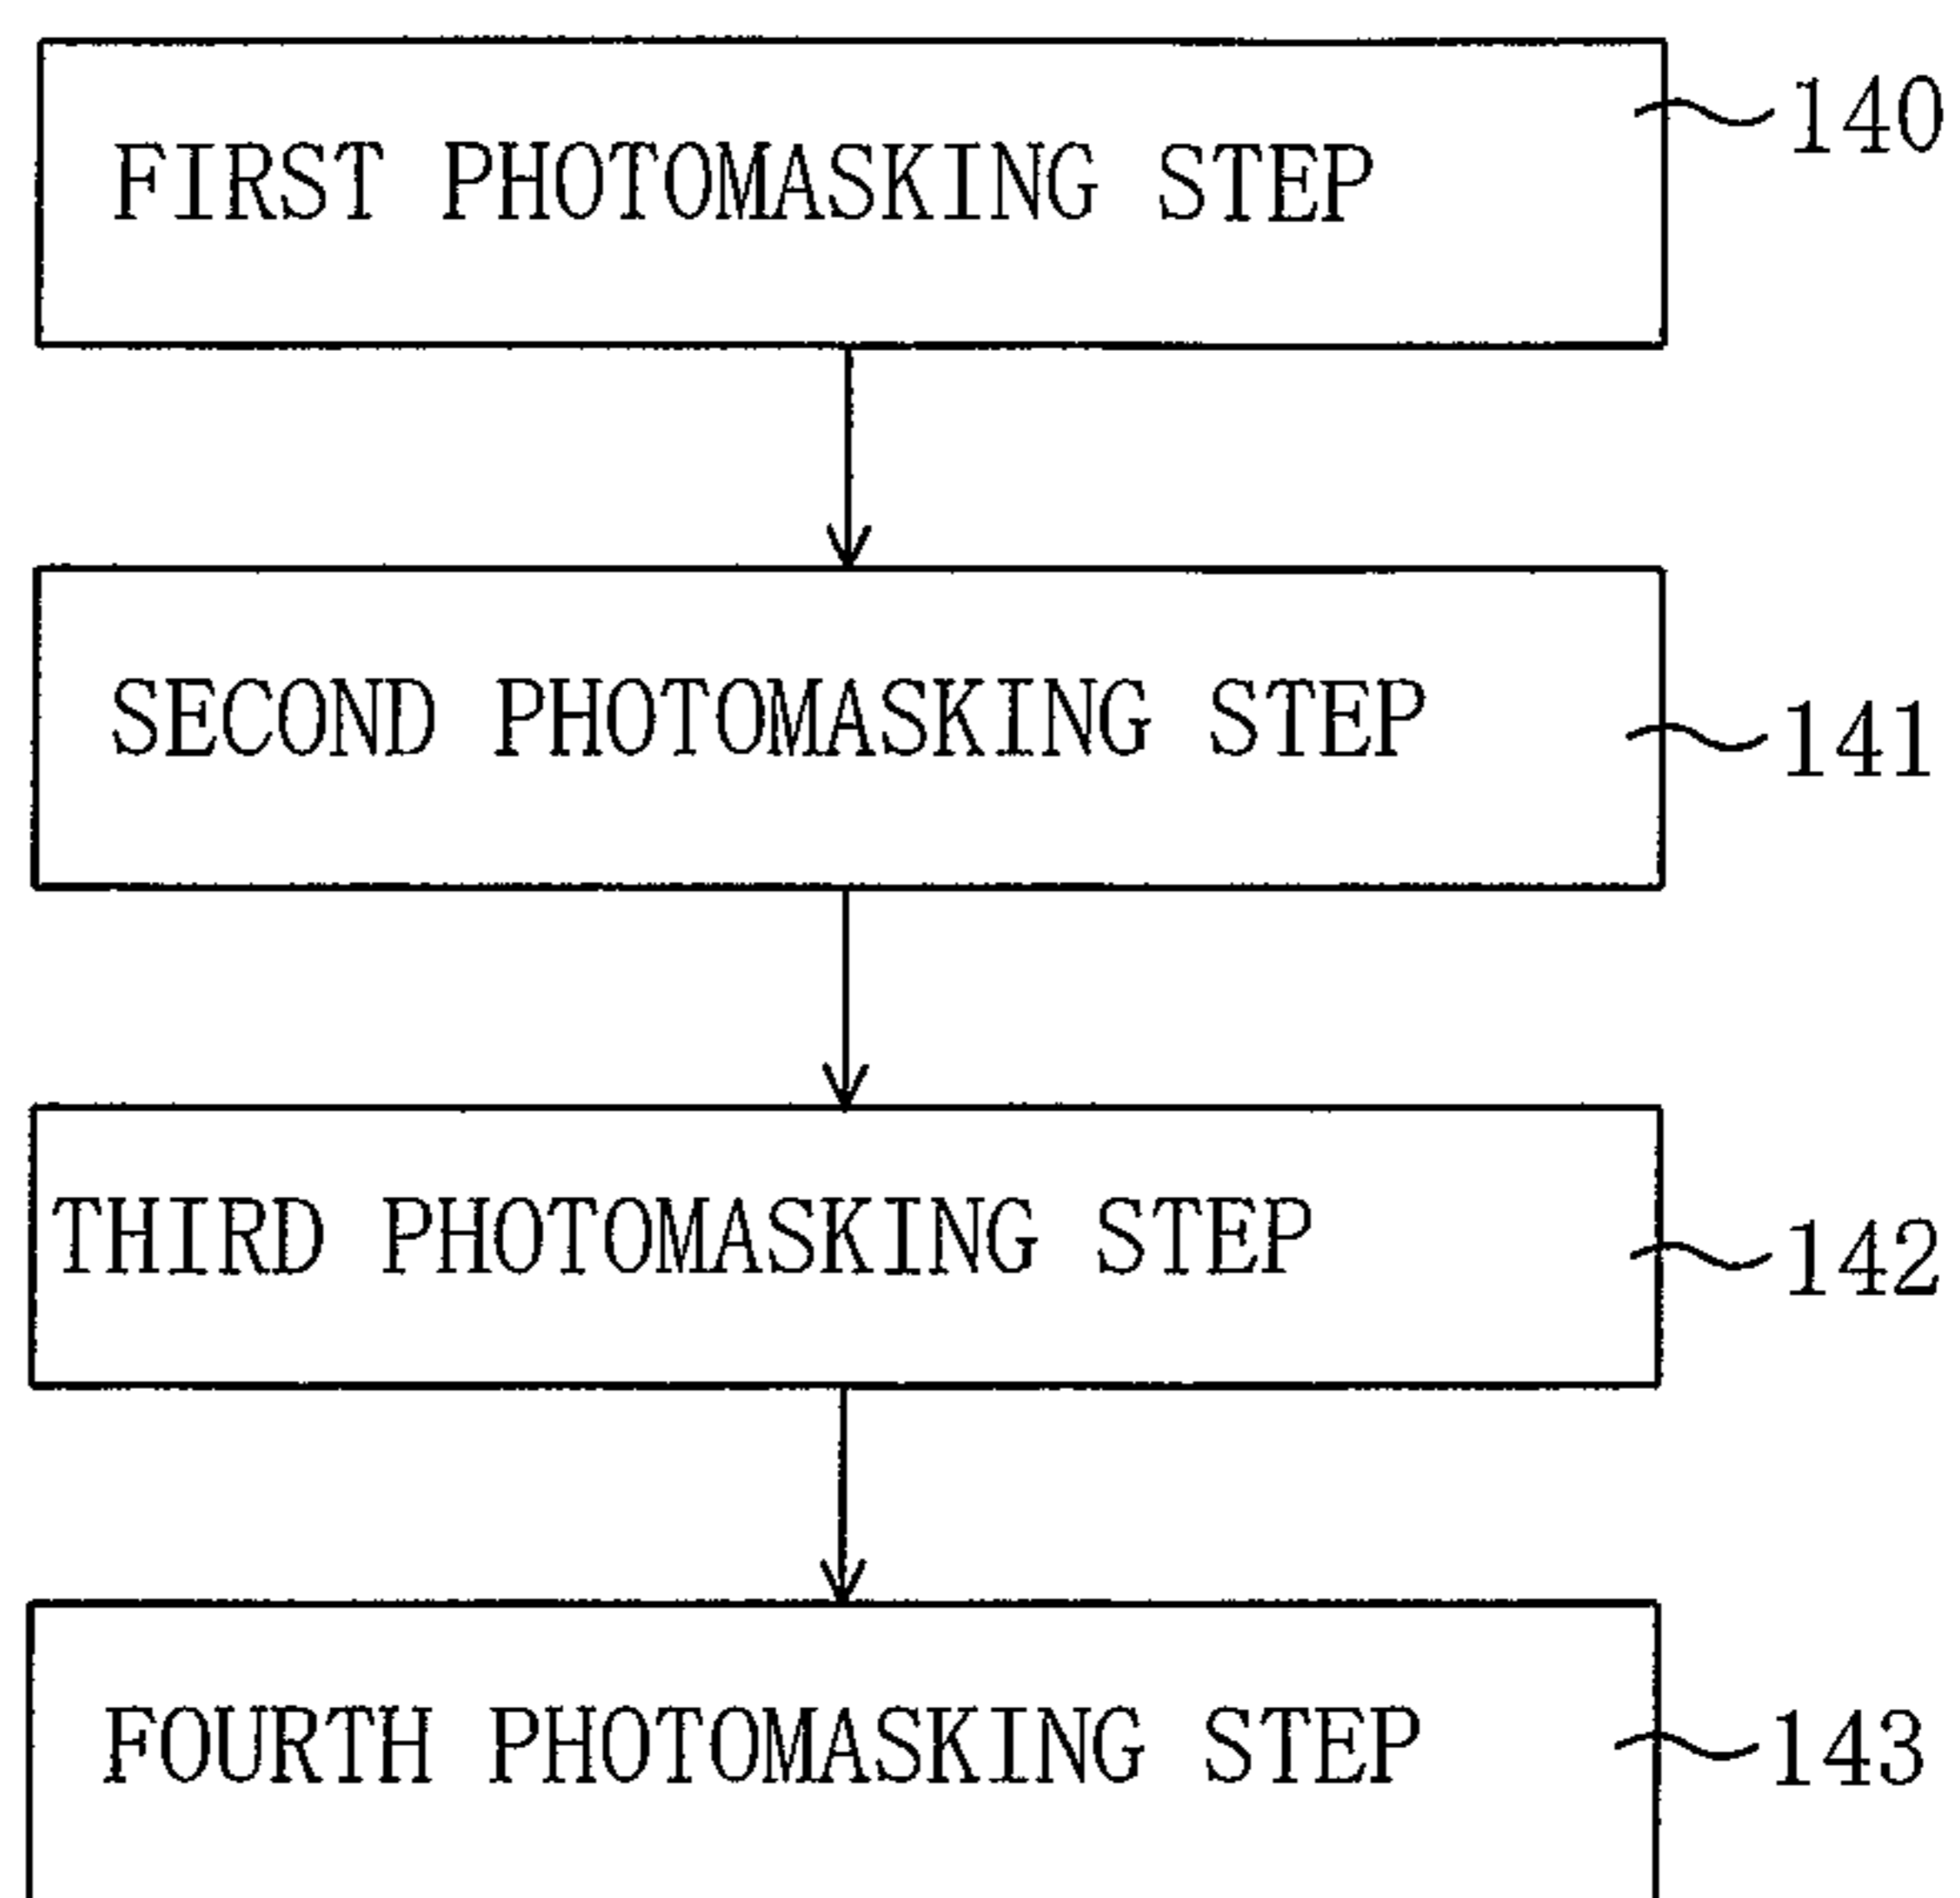 FIRST PHOTOMASKING STEP
140
SECOND PHOTOMASKING STEP
141
THIRD PHOTOMASKING STEP
142
FOURTH PHOTOMASKING STEP
143